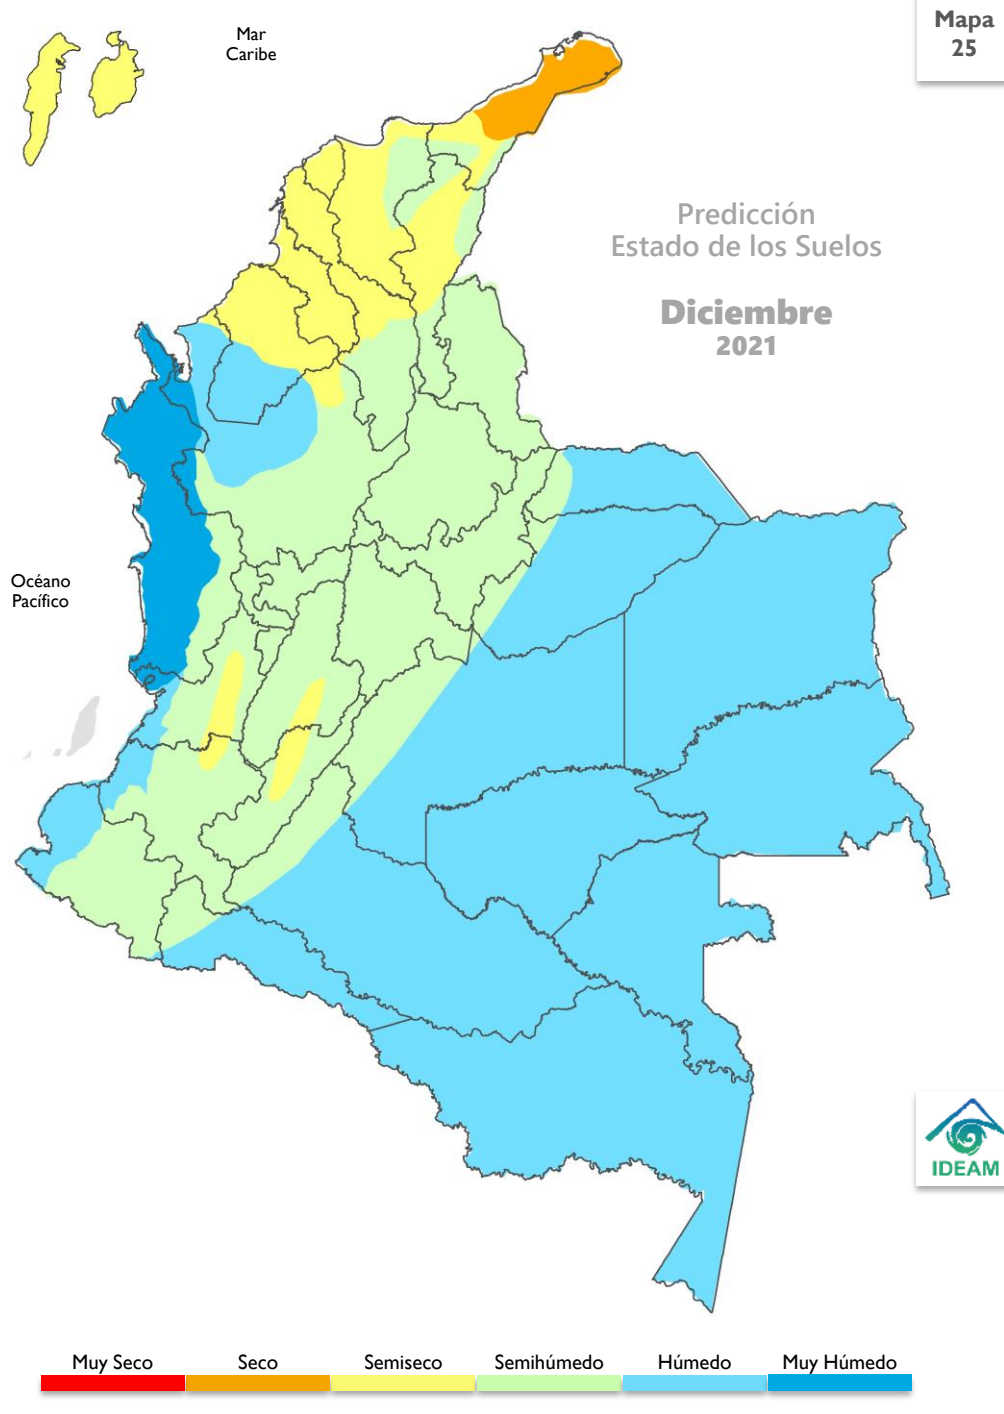 Mapa
25
Mar
Caribe
Predicción
Estado de los Suelos
Diciembre
2021
Océano
Pacífico
IDEAM
Muy Seco
Seco
Semiseco
Semihúmedo
Húmedo
Muy Húmedo